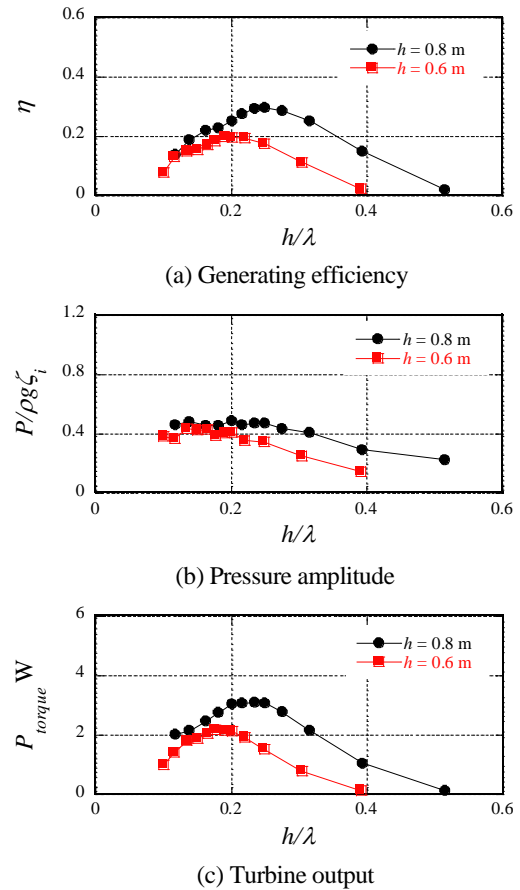 0.6
h = 0.8 m
h = 0.6 m
0.4
η
0.2
0
0 0.2 0.4 0.6
h/λ
(a) Generating efficiency
1.2
h = 0.8 m
h = 0.6 m
0.8
P/ρgζi
0.4
0
0 0.2 0.4 0.6
h/λ
(b) Pressure amplitude
6
h = 0.8 m
h = 0.6 m
4
P torque W
2
0
0 0.2 0.4 0.6
h/λ
(c) Turbine output